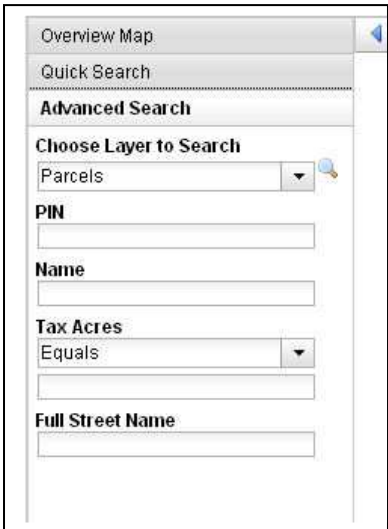 Overview Map
Quick Search
Advanced Search
Choose Layer to Search
Parcels
PIN
Name
Tax Acres
Equals
Full Street Name